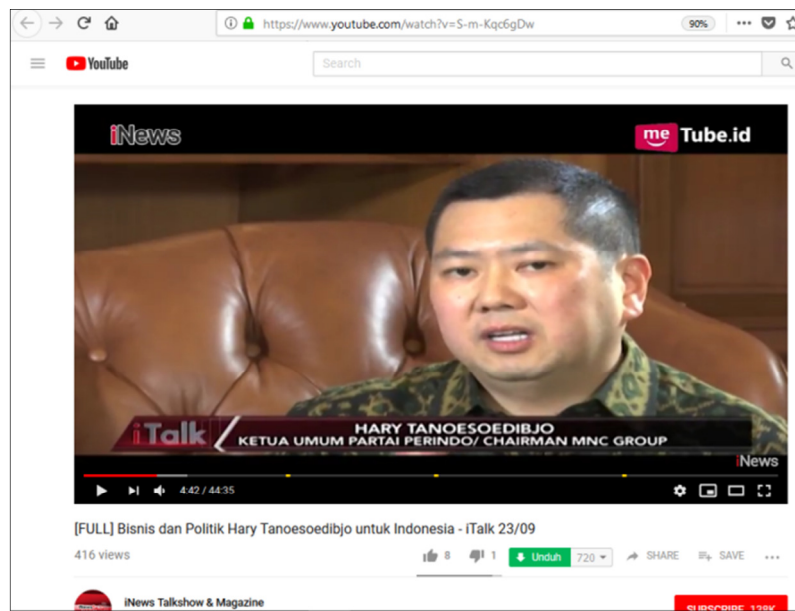 https://www.youtube.com/watch?v=S-m-Kqc6gDw
90%
YouTube
Search
iNews
me Tube.id
iTalk
HARY TANOESOEDIBJO
KETUA UMUM PARTAI PERINDO/ CHAIRMAN MNC GROUP
iNews
4:42 / 44:35
[FULL] Bisnis dan Politik Hary Tanoesoedibjo untuk Indonesia - iTalk 23/09
416 views
8
1
Unduh
720
SHARE
SAVE
iNews Talkshow & Magazine
SUBSCRIBE 138K